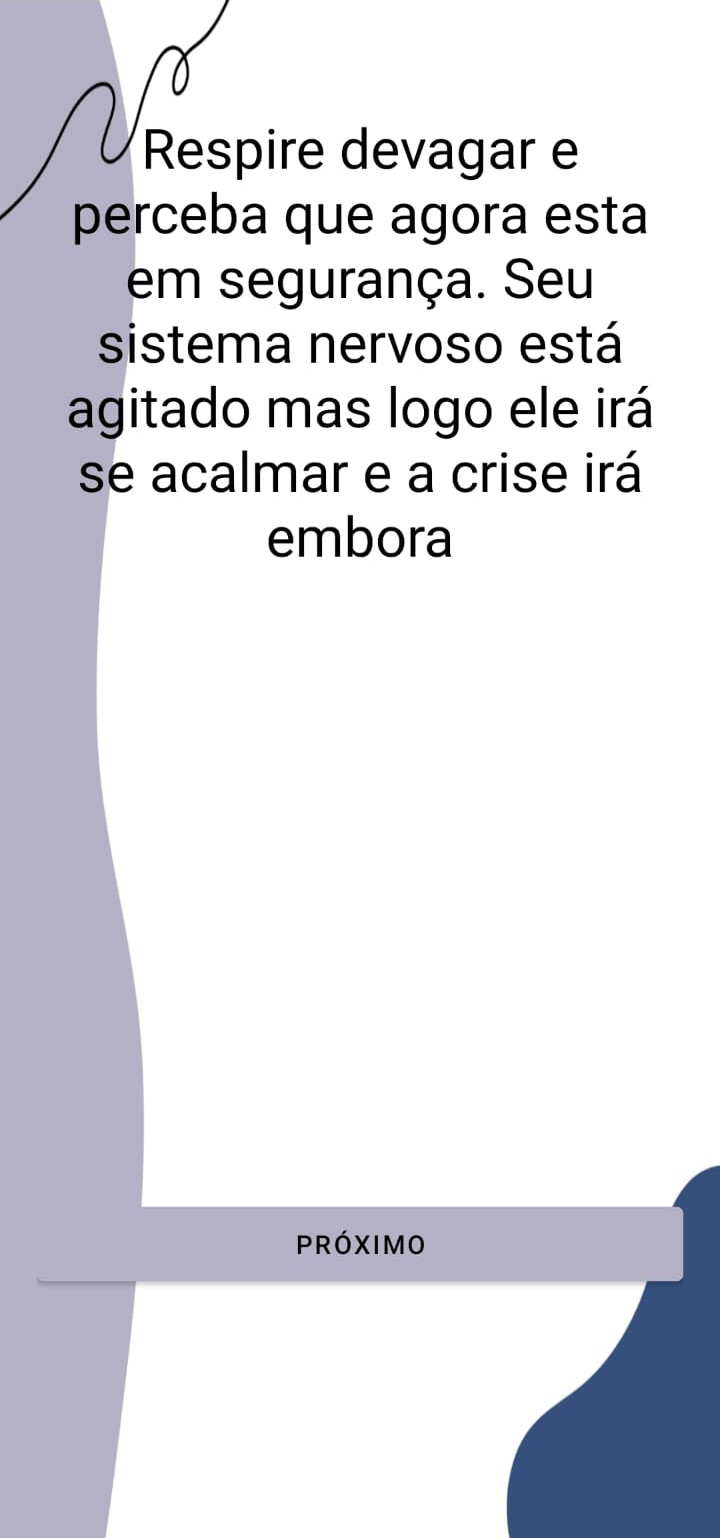 Respire devagar e
perceba que agora esta
em segurança. Seu
sistema nervoso está
agitado mas logo ele irá
se acalmar e a crise irá
embora
PRÓXIMO